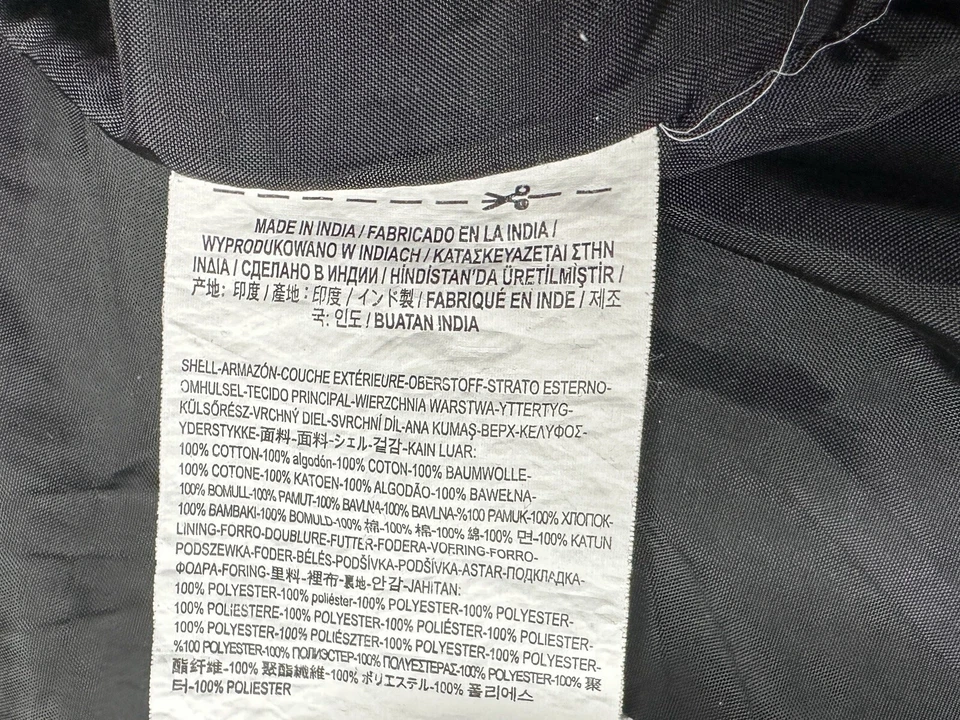 MADE IN INDIA / FABRICADO EN LA INDIA /
WYPRODUKOWANO W INDIACH / ΚΑΤΑΣΚΕΥΑΖΕΤΑΙ ΣΤΗΝ
ΙΝΔΙΑ / СДЕЛАНО В ИНДИИ / HİNDİSTAN'DA ÜRETİLMİŞTİR /
产地: 印度 / 產地 : 印度 / インド製 / FABRIQUÉ EN INDE / 제조
국: 인도 / BUATAN INDIA
SHELL-ARMAZÓN-COUCHE EXTÉRIEURE-OBERSTOFF-STRATO ESTERNO-
OMHULSEL-TECIDO PRINCIPAL-WIERZCHNIA WARSTWA-YTTERTYG-
KÜLSŐRÉSZ-VRCHNÝ DIEL-SVRCHNÍ DÍL-ANA KUMAŞ-ВЕРХ-ΚΕΛΥΦΟΣ-
YDERSTYKKE-面料-面料-シェル-겉감-KAIN LUAR:
100% COTTON-100% algodón-100% COTON-100% BAUMWOLLE-
100% COTONE-100% KATOEN-100% ALGODÃO-100% BAWEŁNA-
100% BOMULL-100% PAMUT-100% BAVLNA-100% BAVLNA-%100 PAMUK-100% ХЛОПОК-
100% ΒΑΜΒΑΚΙ-100% BOMULD-100% 棉-100% 棉-100% 綿-100% 면-100% KATUN
LINING-FORRO-DOUBLURE-FUTTER-FODERA-VOERING-FORRO-
PODSZEWKA-FODER-BÉLÉS-PODŠÍVKA-PODŠÍVKA-ASTAR-ПОДКЛАДКА-
ΦΟΔΡΑ-FORING-里料-裡布-裏地-안감-JAHITAN:
100% POLYESTER-100% poliéster-100% POLYESTER-100% POLYESTER-
100% POLIESTERE-100% POLYESTER-100% POLIÉSTER-100% POLIESTER-
100% POLYESTER-100% POLIÉSZTER-100% POLYESTER-100% POLYESTER-
%100 POLYESTER-100% ПОЛИЭСТЕР-100% ΠΟΛΥΕΣΤΕΡΑΣ-100% POLYESTER-100% 聚
酯纤维-100% 聚酯纖維-100% ポリエステル-100% 폴리에스
터-100% POLIESTER